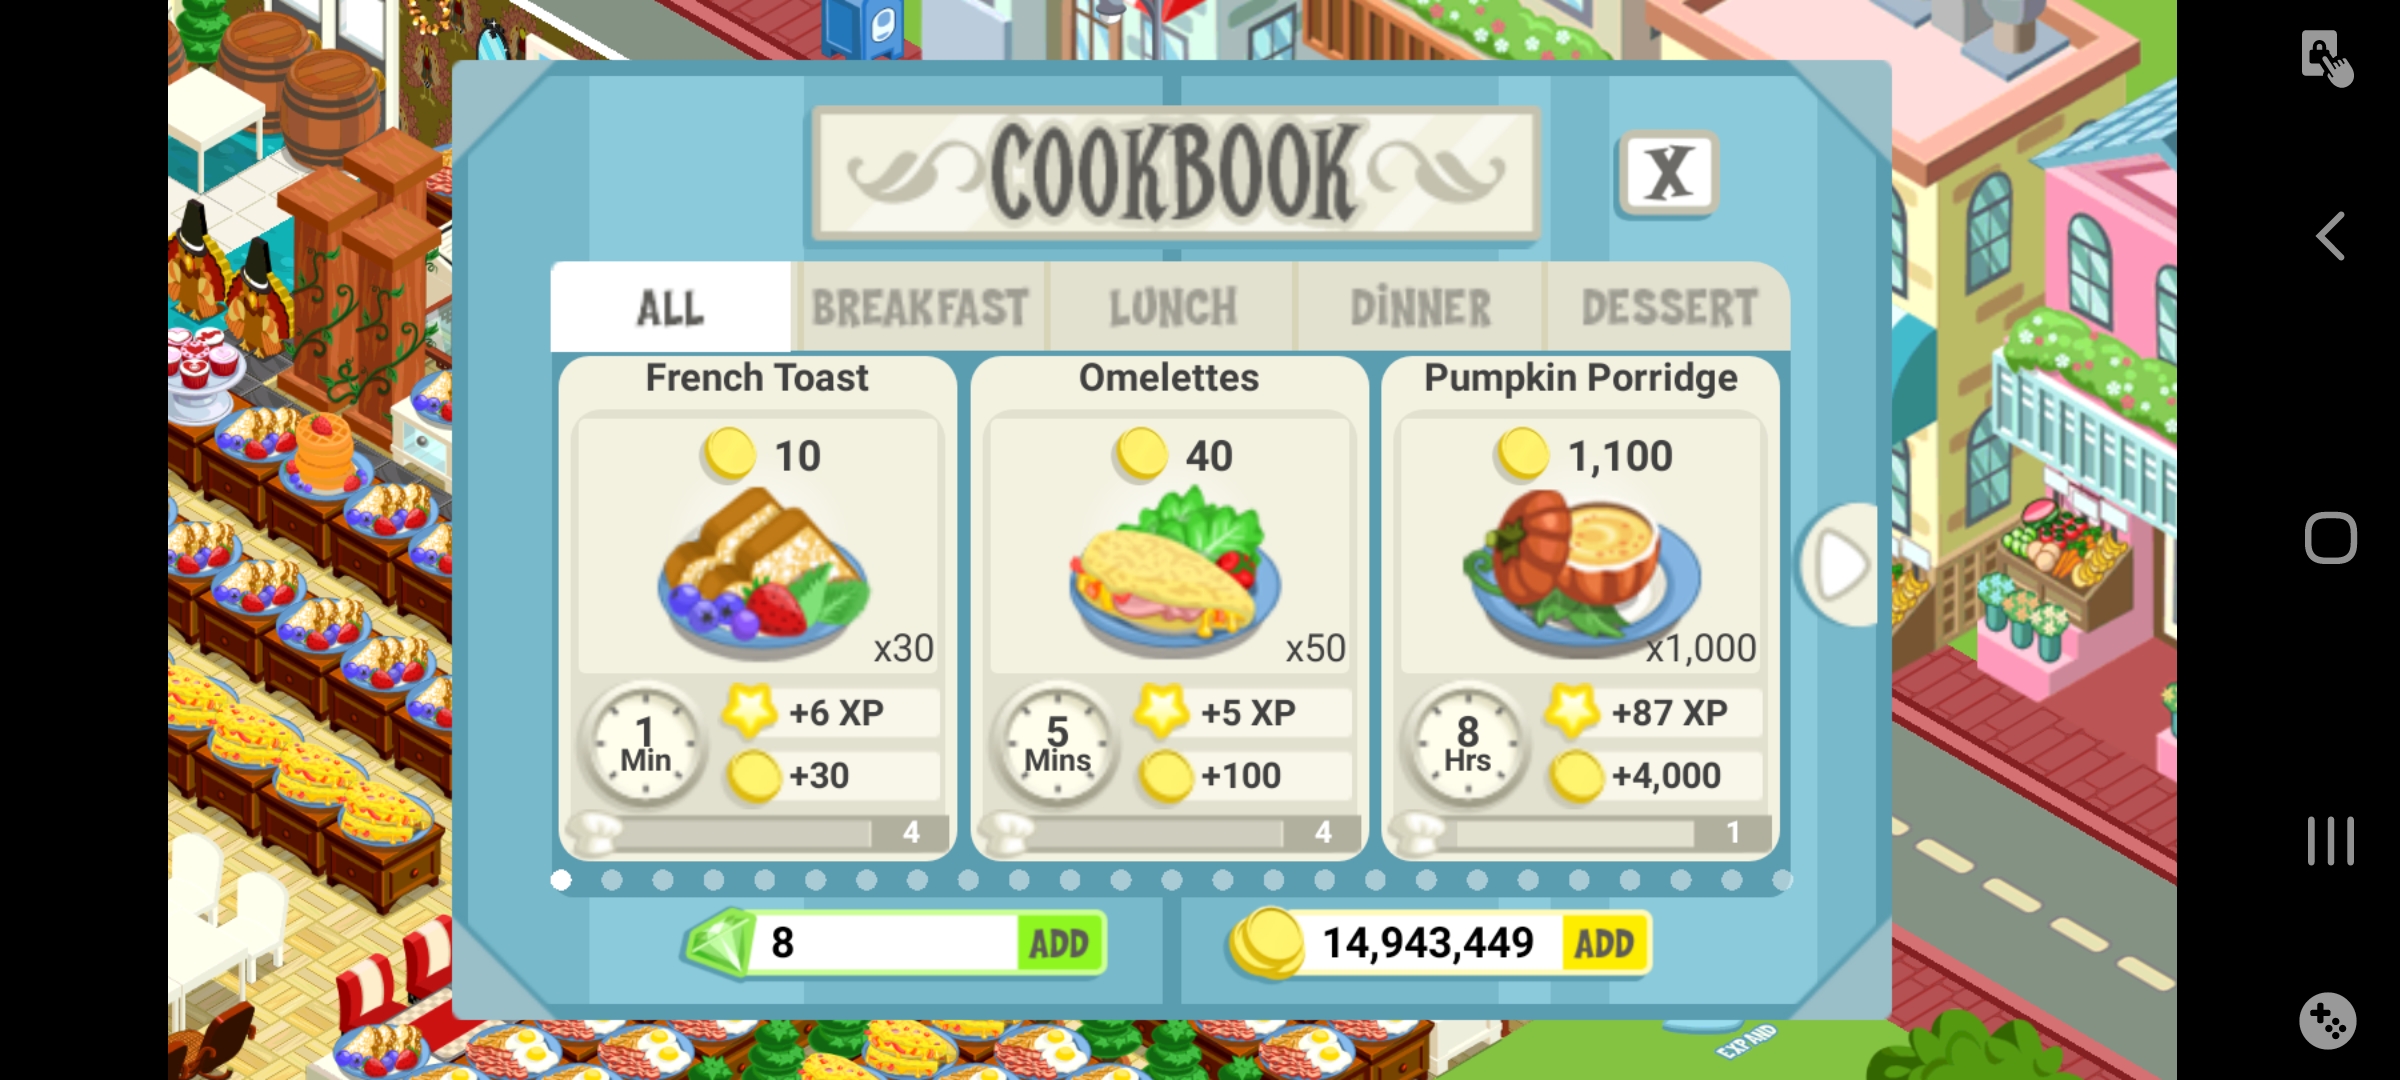 COOKBOOK
X
ALL BREAKFAST LUNCH DINNER DESSERT
French Toast
10
x30
1
Min
+6 XP
+30
4
Omelettes
40
x50
5
Mins
+5 XP
+100
4
Pumpkin Porridge
1,100
x1,000
8
Hrs
+87 XP
+4,000
1
8 ADD
14,943,449 ADD
EXPAND